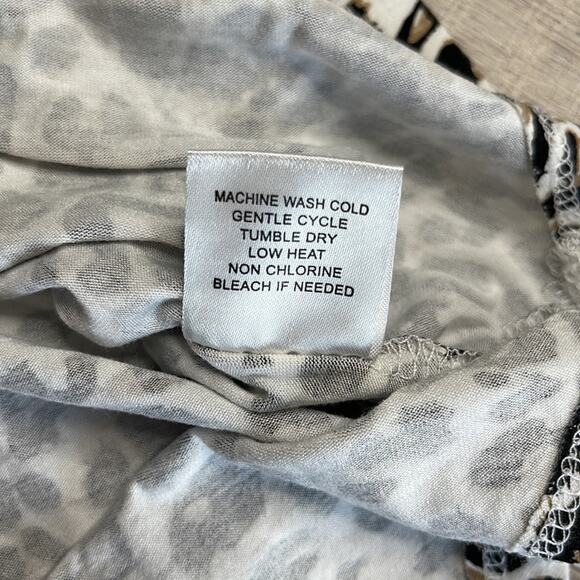 MACHINE WASH COLD
GENTLE CYCLE
TUMBLE DRY
LOW HEAT
NON CHLORINE
BLEACH IF NEEDED